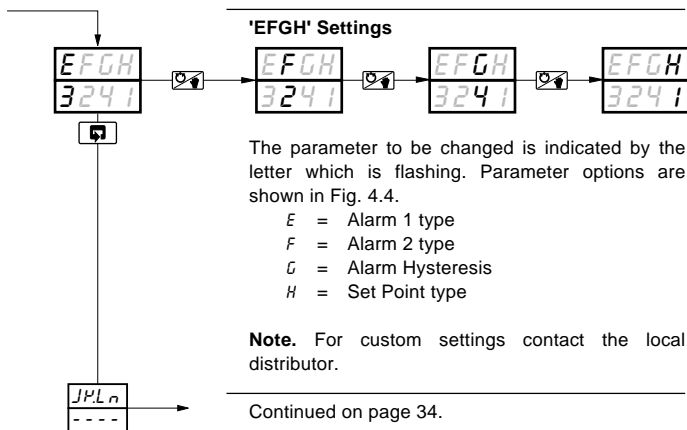 'EFGH' Settings
EFGH
3241
EFGH
3241
EFGH
3241
EFGH
3241
The parameter to be changed is indicated by the
letter which is flashing. Parameter options are
shown in Fig. 4.4.
E = Alarm 1 type
F = Alarm 2 type
G = Alarm Hysteresis
H = Set Point type
Note. For custom settings contact the local
distributor.
Continued on page 34.
----